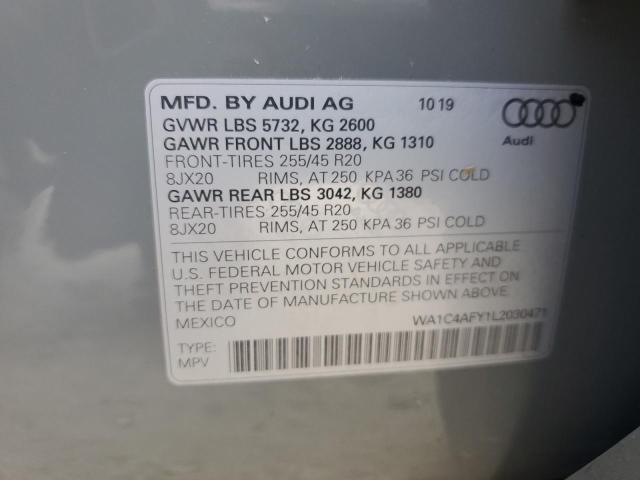 MFD. BY AUDI AG 10 19
GVWR LBS 5732, KG 2600
GAWR FRONT LBS 2888, KG 1310
FRONT-TIRES 255/45 R20
8JX20 RIMS, AT 250 KPA 36 PSI COLD
GAWR REAR LBS 3042, KG 1380
REAR-TIRES 255/45 R20
8JX20 RIMS, AT 250 KPA 36 PSI COLD
Audi
THIS VEHICLE CONFORMS TO ALL APPLICABLE
U.S. FEDERAL MOTOR VEHICLE SAFETY AND
THEFT PREVENTION STANDARDS IN EFFECT ON
THE DATE OF MANUFACTURE SHOWN ABOVE.
MEXICO WA1C4AFY1L2030471
TYPE:
MPV